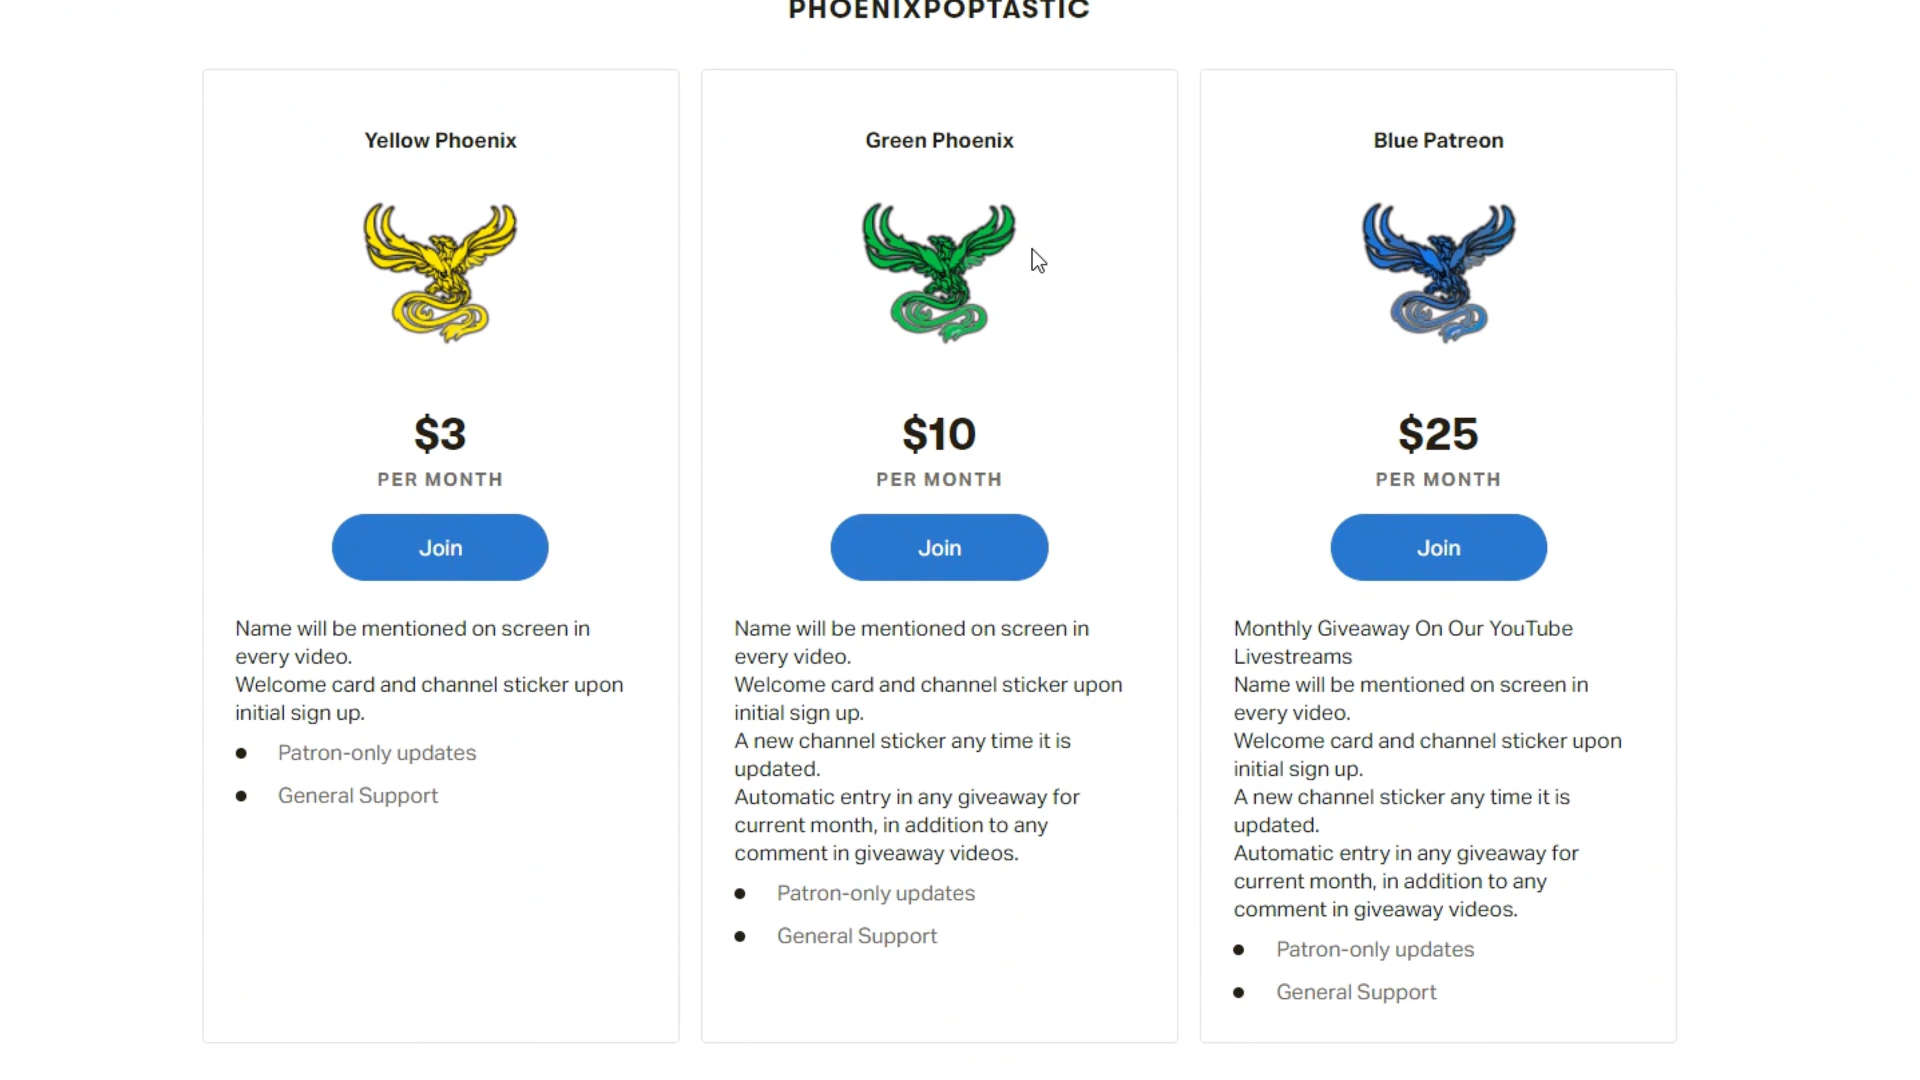 PHOENIXPOPTASTIC
Yellow Phoenix
$3
PER MONTH
Join
Name will be mentioned on screen in
every video.
Welcome card and channel sticker upon
initial sign up.
Patron-only updates
General Support
Green Phoenix
$10
PER MONTH
Join
Name will be mentioned on screen in
every video.
Welcome card and channel sticker upon
initial sign up.
A new channel sticker any time it is
updated.
Automatic entry in any giveaway for
current month, in addition to any
comment in giveaway videos.
Patron-only updates
General Support
Blue Patreon
$25
PER MONTH
Join
Monthly Giveaway On Our YouTube
Livestreams
Name will be mentioned on screen in
every video.
Welcome card and channel sticker upon
initial sign up.
A new channel sticker any time it is
updated.
Automatic entry in any giveaway for
current month, in addition to any
comment in giveaway videos.
Patron-only updates
General Support